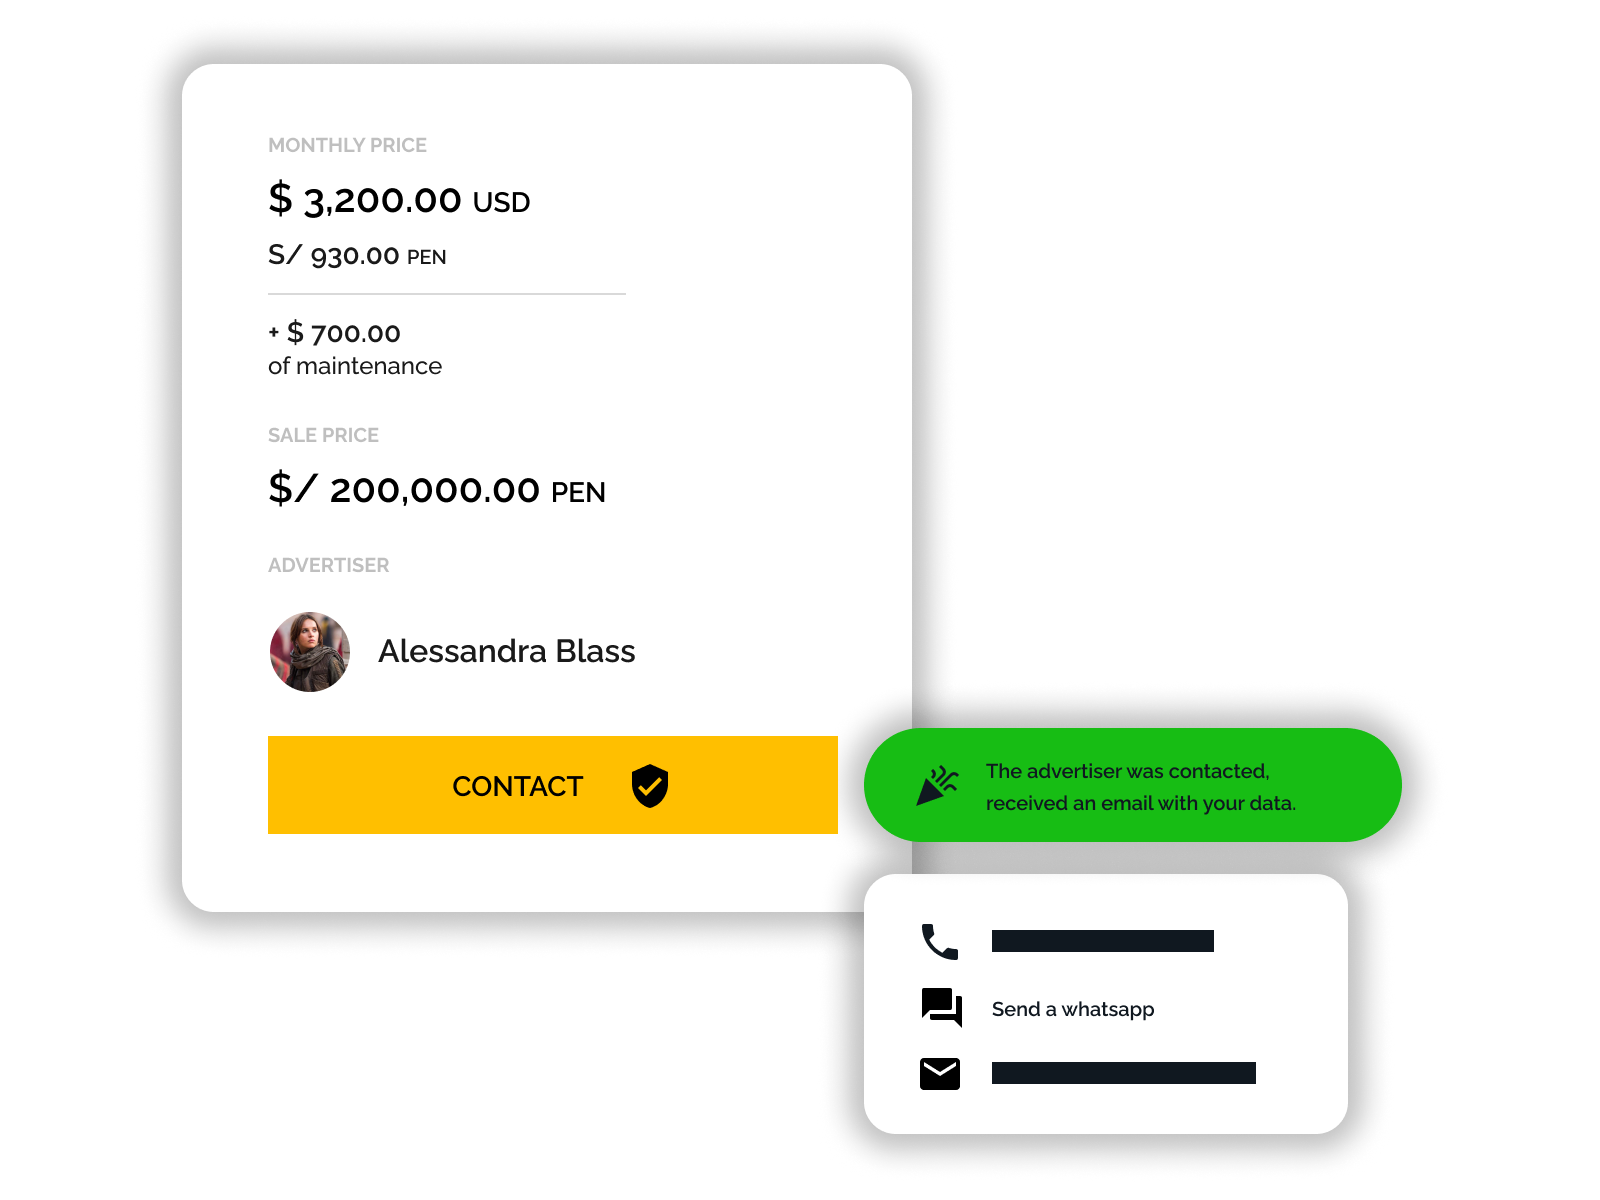 MONTHLY PRICE
$ 3,200.00 USD
S/ 930.00 PEN
+ $ 700.00
of maintenance
SALE PRICE
$/ 200,000.00 PEN
ADVERTISER
Alessandra Blass
CONTACT
The advertiser was contacted,
received an email with your data.
Send a whatsapp